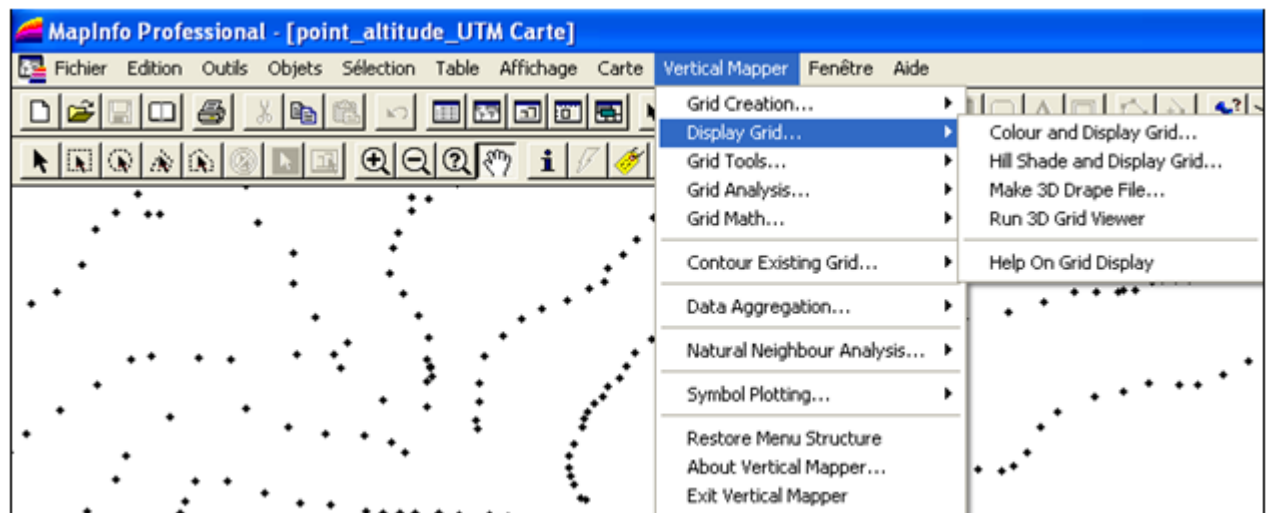 MapInfo Professional - [point_altitude_UTM Carte]
Fichier Edition Outils Objets Sélection Table Affichage Carte Vertical Mapper Fenêtre Aide
Grid Creation...
Display Grid...
Grid Tools...
Grid Analysis...
Grid Math...
Contour Existing Grid...
Data Aggregation...
Natural Neighbour Analysis...
Symbol Plotting...
Restore Menu Structure
About Vertical Mapper...
Exit Vertical Mapper
Colour and Display Grid...
Hill Shade and Display Grid...
Make 3D Drape File...
Run 3D Grid Viewer
Help On Grid Display